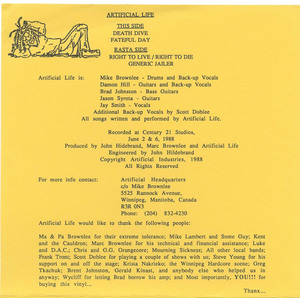 ARTIFICIAL LIFE
THIS SIDE
DEATH DIVE
FATEFUL DAY
RASTA SIDE
RIGHT TO LIVE / RIGHT TO DIE
GENERIC JAILER
Artificial Life is: Mike Brownlee - Drums and Back-up Vocals
Damon Hill - Guitars and Back-up Vocals
Brad Johnson - Bass Guitars
Jason Syrota - Guitars
Jay Smith - Vocals
Additional Back-up Vocals by Scot Doblee
All songs written and performed by Artificial Life.
Recorded at Century 21 Studios,
June 2 & 6, 1988
Produced by John Hildebrand, Marc Brownlee and Artificial Life
Engineered by John Hildebrand
Copyright Artificial Industries, 1988
All Rights Reserved
For more info contact: Artificial Headquarters
c/o Mike Brownlee
5525 Rannock Avenue,
Winnipeg, Manitoba, Canada
R3R 0N3
Phone: (204) 832-4230
Artificial Life would like to thank the following people:
Ma & Pa Brownlee for their extreme tolerance; Mike Lambert and Some Guy; Kent
and the Cauldron; Marc Brownlee for his technical and financial assistance; Luke
and D.A.C.; Chris and O.G. Grungecore; Mourning Sickness; All other local bands;
Frank Trom; Scot Doblee for playing a couple of shows with us; Steve Young for his
support on and off the stage; Krista Nakrieko; the Winnipeg Hardcore scene; Greg
Tkachuk; Brent Johnston, Gerald Kinast, and anybody else who helped us in
anyway; Wycliff for letting Brad borrow his amp; and Most importantly, YOU!!! for
buying this vinyl...
Thanx...